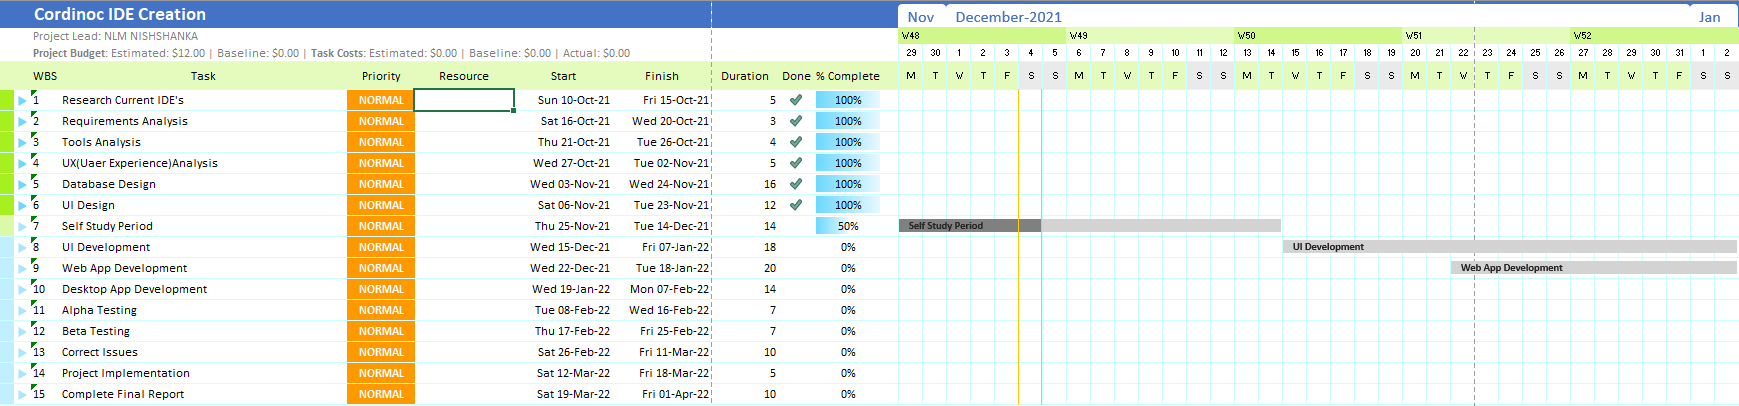 Cordinoc IDE Creation Nov December-2021 Jan
Project Lead: NLM NISHSHANKA W48 W49 W50 W51 W52
Project Budget: Estimated: $12.00 | Baseline: $0.00 | Task Costs: Estimated: $0.00 | Baseline: $0.00 | Actual: $0.00 29 30 1 2 3 4 5 6 7 8 9 10 11 12 13 14 15 16 17 18 19 20 21 22 23 24 25 26 27 28 29 30 31 1 2
WBS Task Priority Resource Start Finish Duration Done % Complete M T W T F S S M T W T F S S M T W T F S S M T W T F S S M T W T F S S
1 Research Current IDE's NORMAL Sun 10-Oct-21 Fri 15-Oct-21 5 100%
2 Requirements Analysis NORMAL Sat 16-Oct-21 Wed 20-Oct-21 3 100%
3 Tools Analysis NORMAL Thu 21-Oct-21 Tue 26-Oct-21 4 100%
4 UX(Uaer Experience)Analysis NORMAL Wed 27-Oct-21 Tue 02-Nov-21 5 100%
5 Database Design NORMAL Wed 03-Nov-21 Wed 24-Nov-21 16 100%
6 UI Design NORMAL Sat 06-Nov-21 Tue 23-Nov-21 12 100%
7 Self Study Period NORMAL Thu 25-Nov-21 Tue 14-Dec-21 14 50% Self Study Period
8 UI Development NORMAL Wed 15-Dec-21 Fri 07-Jan-22 18 0% UI Development
9 Web App Development NORMAL Wed 22-Dec-21 Tue 18-Jan-22 20 0% Web App Development
10 Desktop App Development NORMAL Wed 19-Jan-22 Mon 07-Feb-22 14 0%
11 Alpha Testing NORMAL Tue 08-Feb-22 Wed 16-Feb-22 7 0%
12 Beta Testing NORMAL Thu 17-Feb-22 Fri 25-Feb-22 7 0%
13 Correct Issues NORMAL Sat 26-Feb-22 Fri 11-Mar-22 10 0%
14 Project Implementation NORMAL Sat 12-Mar-22 Fri 18-Mar-22 5 0%
15 Complete Final Report NORMAL Sat 19-Mar-22 Fri 01-Apr-22 10 0%